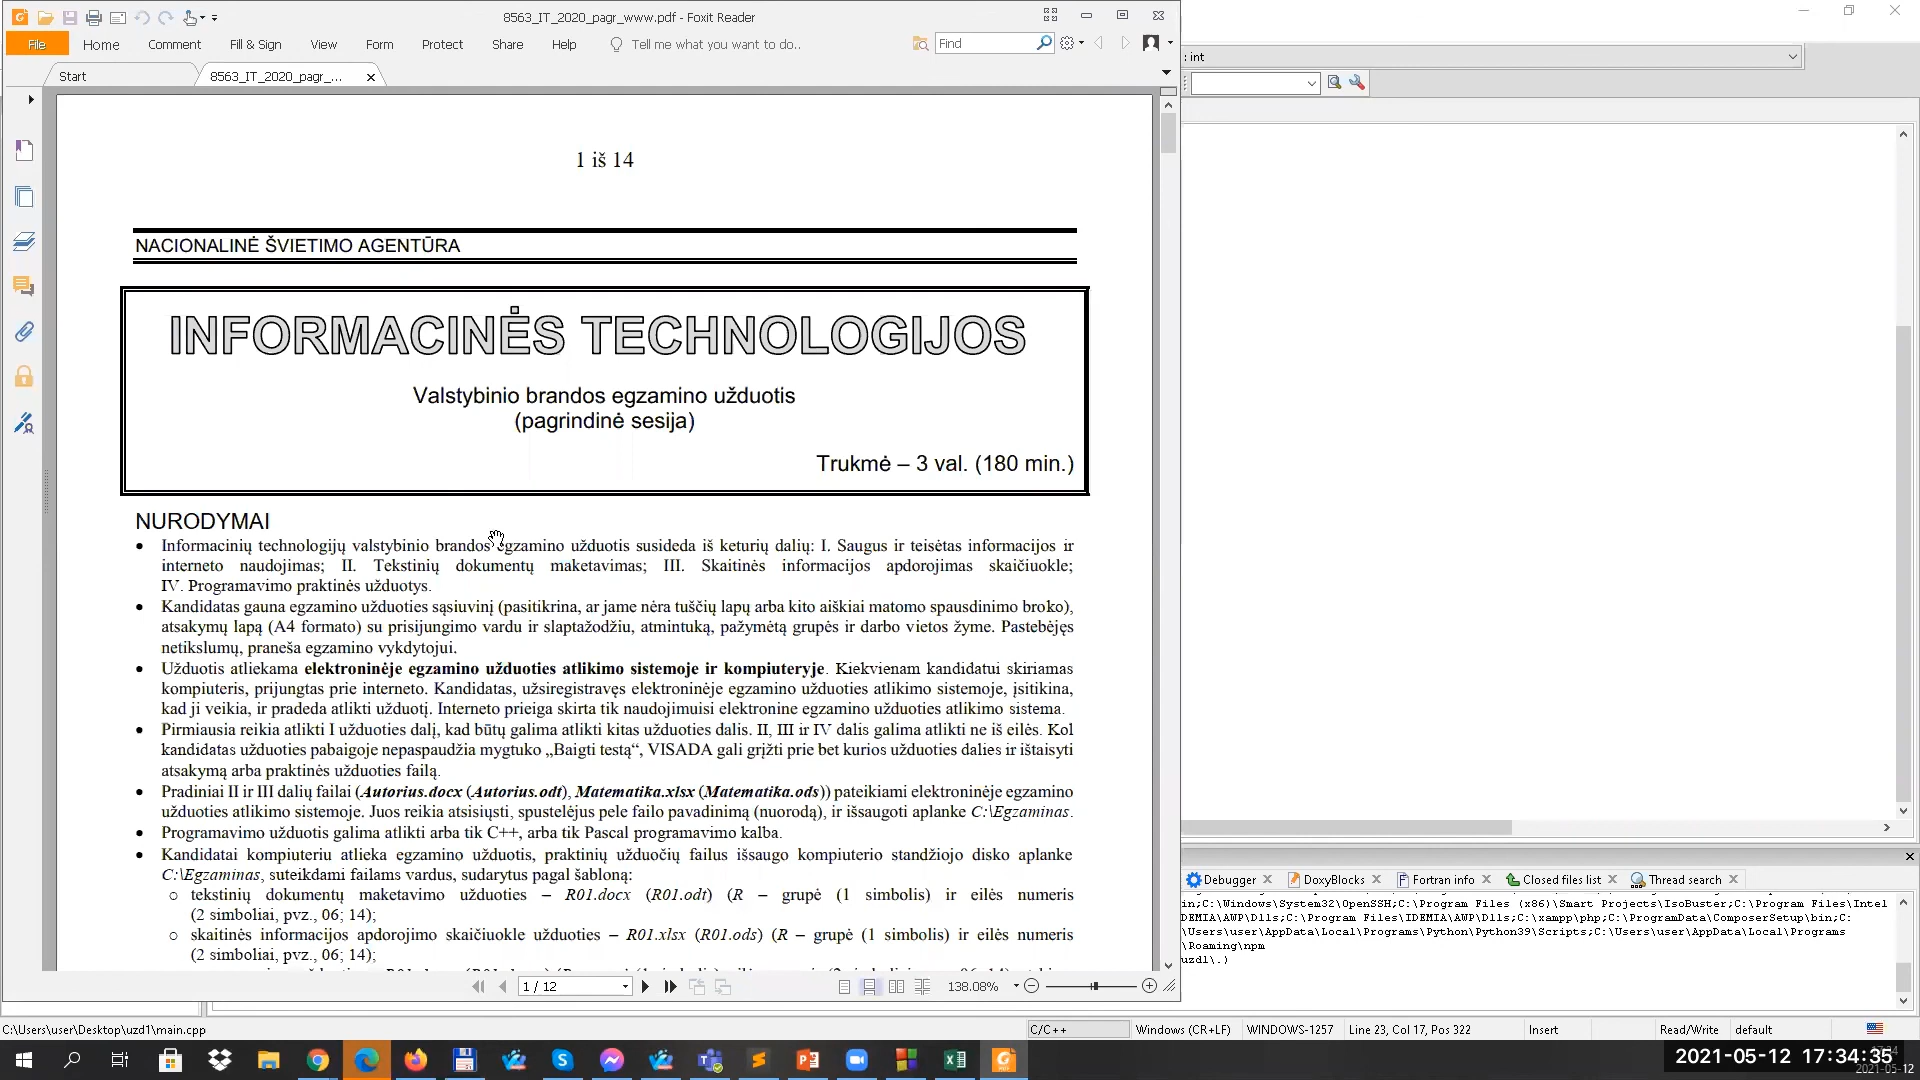 8563_IT_2020_pagr_www.pdf - Foxit Reader
File Home Comment Fill & Sign View Form Protect Share Help Tell me what you want to do.. Find
: int
Start 8563_IT_2020_pagr_...
1 iš 14
NACIONALINĖ ŠVIETIMO AGENTŪRA
INFORMACINĖS TECHNOLOGIJOS
Valstybinio brandos egzamino užduotis
(pagrindinė sesija)
Trukmė – 3 val. (180 min.)
NURODYMAI
• Informacinių technologijų valstybinio brandos egzamino užduotis susideda iš keturių dalių: I. Saugus ir teisėtas informacijos ir
interneto naudojimas; II. Tekstinių dokumentų maketavimas; III. Skaitinės informacijos apdorojimas skaičiuokle;
IV. Programavimo praktinės užduotys.
• Kandidatas gauna egzamino užduoties sąsiuvinį (pasitikrina, ar jame nėra tuščių lapų arba kito aiškiai matomo spausdinimo broko),
atsakymų lapą (A4 formato) su prisijungimo vardu ir slaptažodžiu, atmintuką, pažymėtą grupės ir darbo vietos žyme. Pastebėjęs
netikslumų, praneša egzamino vykdytojui.
• Užduotis atliekama elektroninėje egzamino užduoties atlikimo sistemoje ir kompiuteryje. Kiekvienam kandidatui skiriamas
kompiuteris, prijungtas prie interneto. Kandidatas, užsiregistravęs elektroninėje egzamino užduoties atlikimo sistemoje, įsitikina,
kad ji veikia, ir pradeda atlikti užduotį. Interneto prieiga skirta tik naudojimuisi elektronine egzamino užduoties atlikimo sistema.
• Pirmiausia reikia atlikti I užduoties dalį, kad būtų galima atlikti kitas užduoties dalis. II, III ir IV dalis galima atlikti ne iš eilės. Kol
kandidatas užduoties pabaigoje nepaspaudžia mygtuko „Baigti testą“, VISADA gali grįžti prie bet kurios užduoties dalies ir ištaisyti
atsakymą arba praktinės užduoties failą.
• Pradiniai II ir III dalių failai (Autorius.docx (Autorius.odt), Matematika.xlsx (Matematika.ods)) pateikiami elektroninėje egzamino
užduoties atlikimo sistemoje. Juos reikia atsisiųsti, spustelėjus pele failo pavadinimą (nuorodą), ir išsaugoti aplanke C:\Egzaminas.
• Programavimo užduotis galima atlikti arba tik C++, arba tik Pascal programavimo kalba.
• Kandidatai kompiuteriu atlieka egzamino užduotis, praktinių užduočių failus išsaugo kompiuterio standžiojo disko aplanke
C:\Egzaminas, suteikdami failams vardus, sudarytus pagal šabloną:
o tekstinių dokumentų maketavimo užduoties – R01.docx (R01.odt) (R – grupė (1 simbolis) ir eilės numeris
(2 simboliai, pvz., 06; 14);
o skaitinės informacijos apdorojimo skaičiuokle užduoties – R01.xlsx (R01.ods) (R – grupė (1 simbolis) ir eilės numeris
(2 simboliai, pvz., 06; 14);
Debugger DoxyBlocks Fortran info Closed files list Thread search
in;C:\Windows\System32\OpenSSH;C:\Program Files (x86)\Smart Projects\IsoBuster;C:\Program Files\Intel
DEMIA\AWP\Dlls;C:\Program Files\IDEMIA\AWP\Dlls;C:\xampp\php;C:\ProgramData\ComposerSetup\bin;C:
\Users\user\AppData\Local\Programs\Python\Python39\Scripts;C:\Users\user\AppData\Local\Programs
\Roaming\npm
uzd1\.)
1 / 12 138.08%
C:\Users\user\Desktop\uzd1\main.cpp C/C++ Windows (CR+LF) WINDOWS-1257 Line 23, Col 17, Pos 322 Insert Read/Write default
2021-05-12 17:34:35
2021-05-12